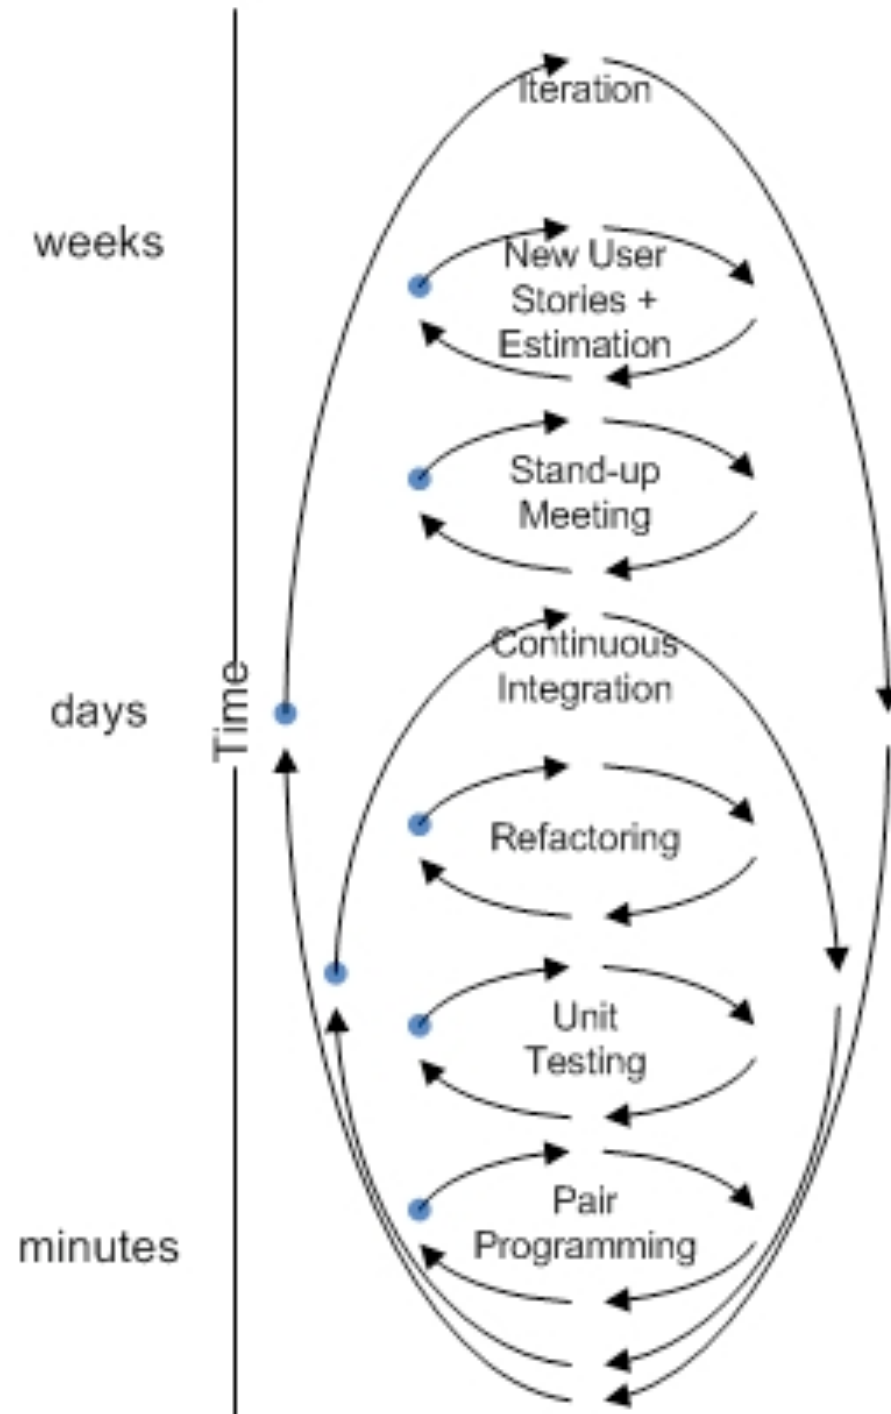 Iteration
weeks
New User
Stories +
Estimation
Stand-up
Meeting
Continuous
Integration
days
Time
Refactoring
Unit
Testing
Pair
Programming
minutes